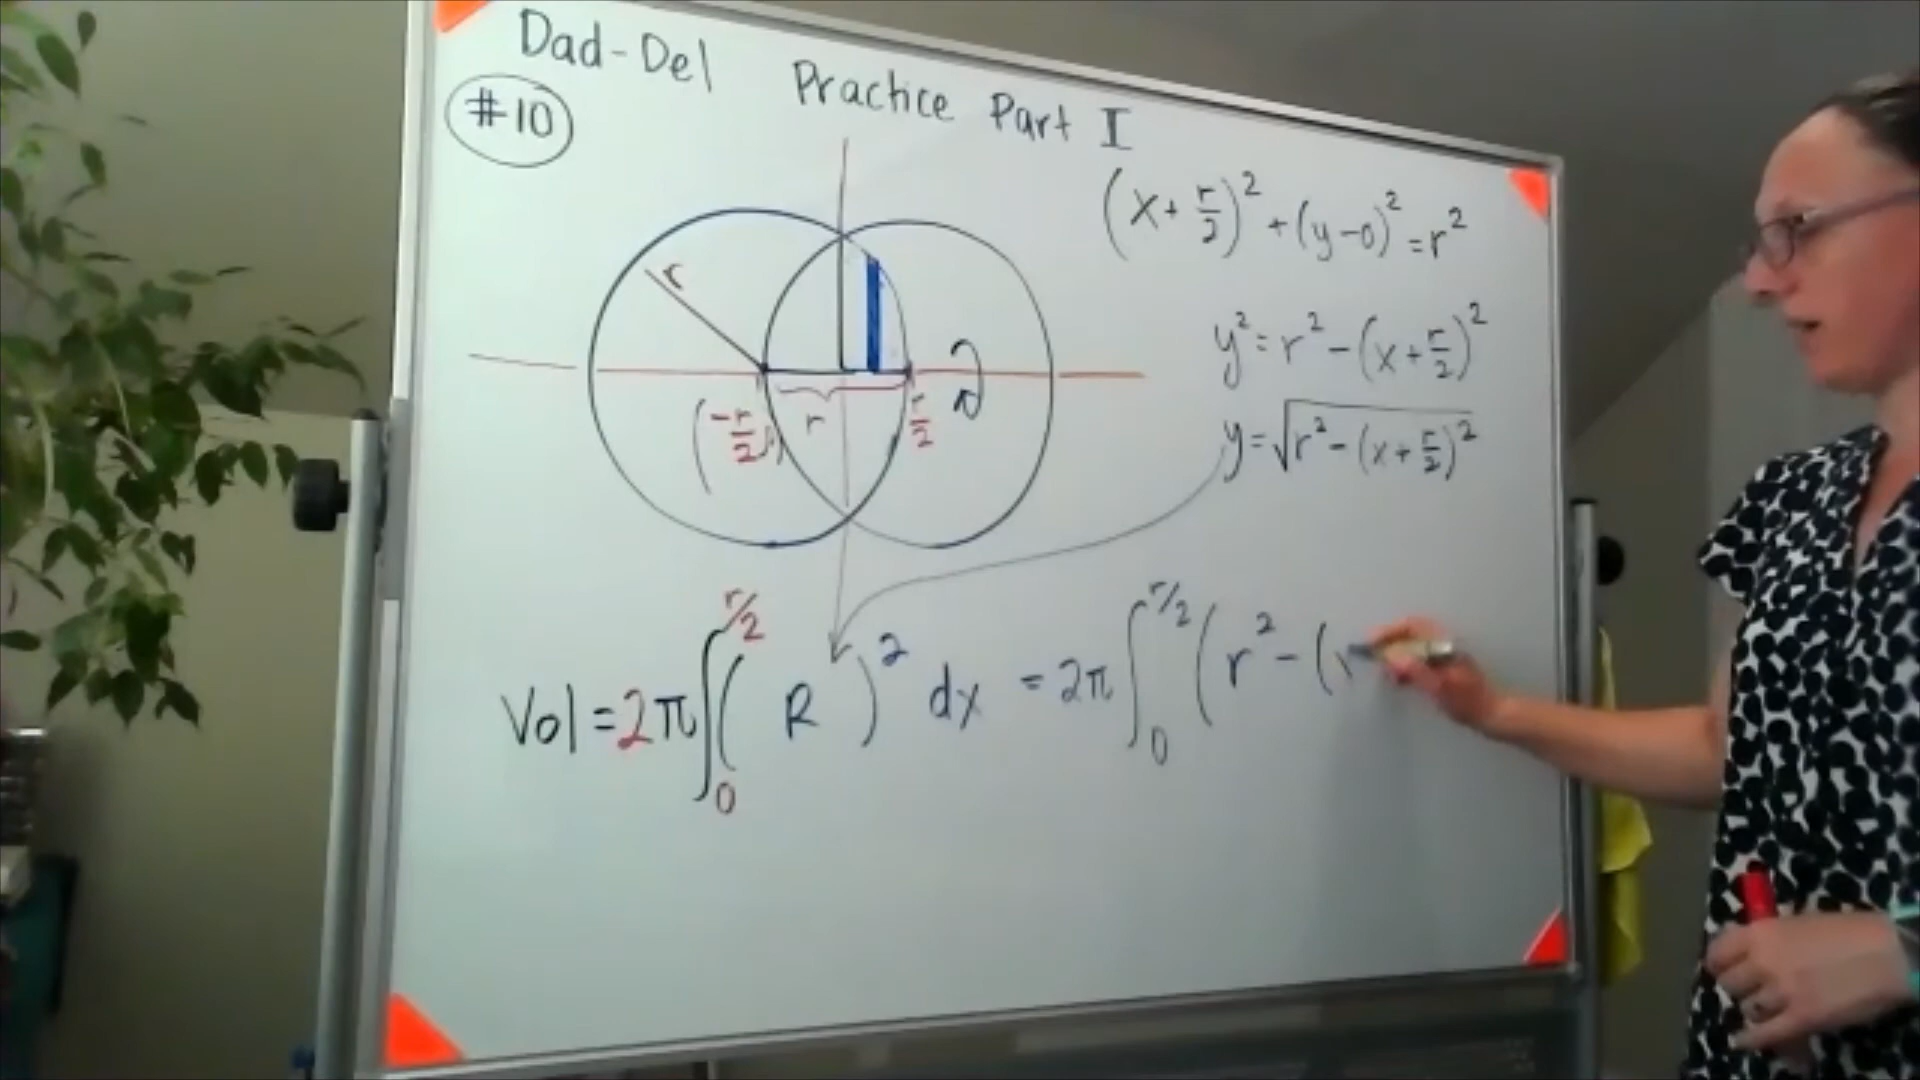 Dad-Del Practice Part I
#10
(x + r/2)² + (y-0)² = r²
r
y² = r² - (x + r/2)²
(-r/2, )
r
r/2
y = √(r² - (x + r/2)²)
Vol = 2π ∫₀^{r/2} ( R )² dx = 2π ∫₀^{r/2} (r² - (